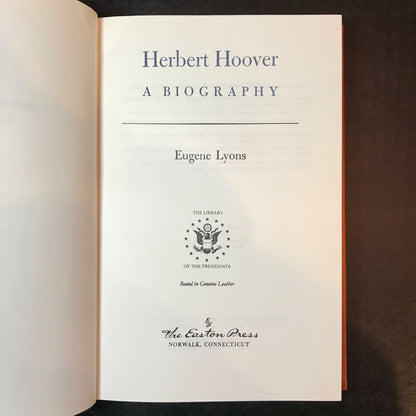 Herbert Hoover
A BIOGRAPHY
Eugene Lyons
THE LIBRARY
OF THE PRESIDENTS
Bound in Genuine Leather
The Easton Press
NORWALK, CONNECTICUT